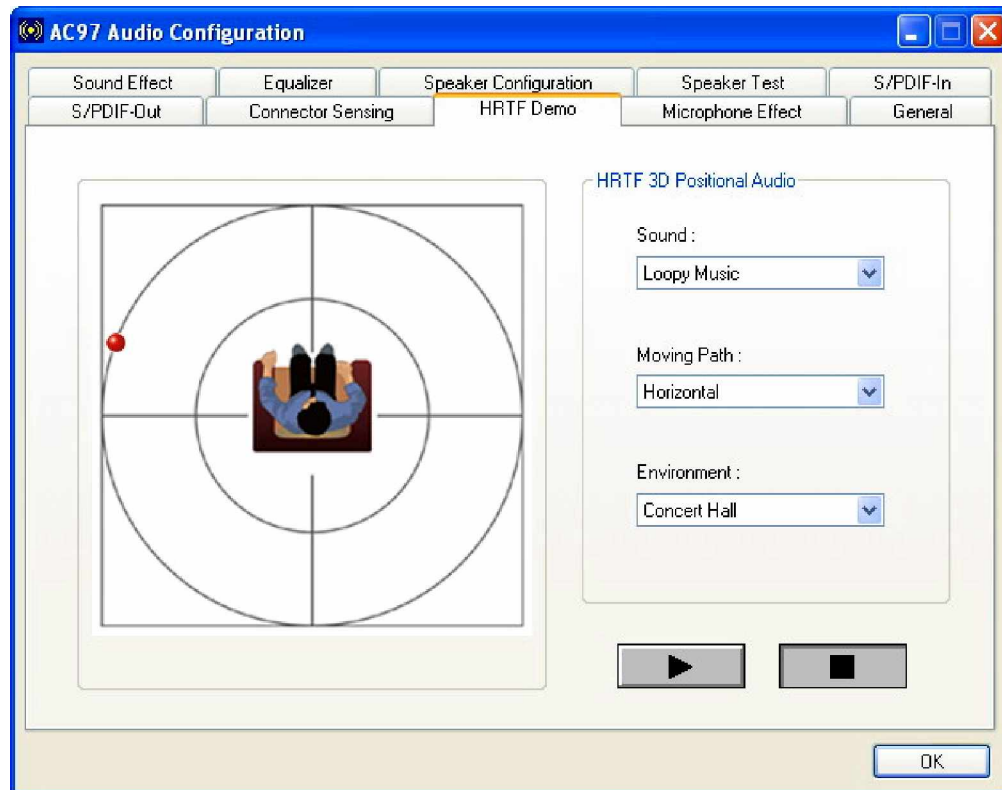 AC97 Audio Configuration
Sound Effect
Equalizer
Speaker Configuration
Speaker Test
S/PDIF-In
S/PDIF-Out
Connector Sensing
HRTF Demo
Microphone Effect
General
HRTF 3D Positional Audio
Sound :
Loopy Music
Moving Path :
Horizontal
Environment :
Concert Hall
OK